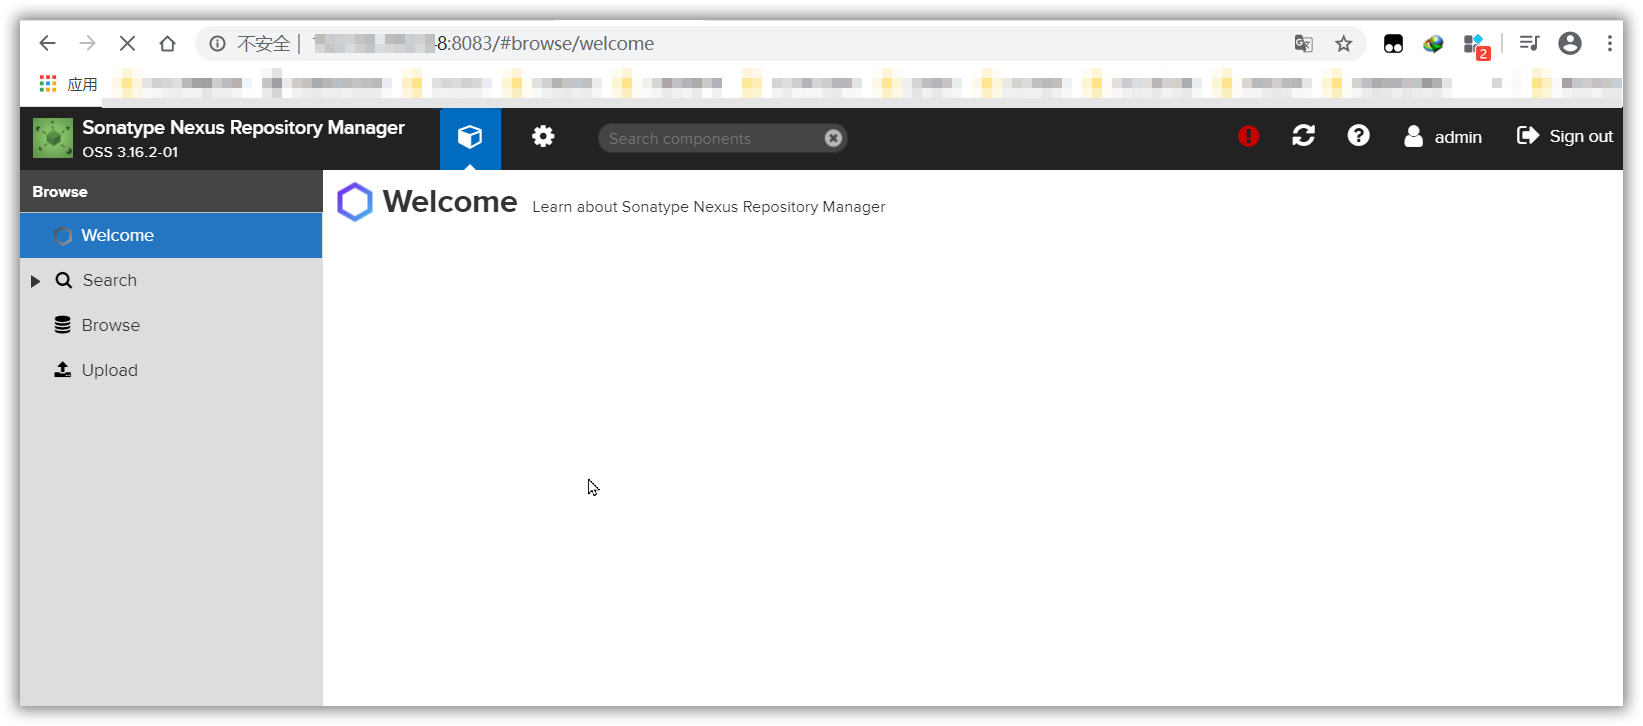 不安全 | 8:8083/#browse/welcome
2
应用
Sonatype Nexus Repository Manager
OSS 3.16.2-01
Search components
admin
Sign out
Browse
Welcome
Learn about Sonatype Nexus Repository Manager
Welcome
Search
Browse
Upload